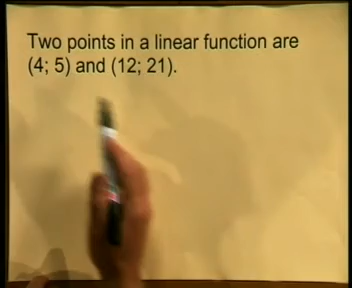 Two points in a linear function are
(4; 5) and (12; 21).